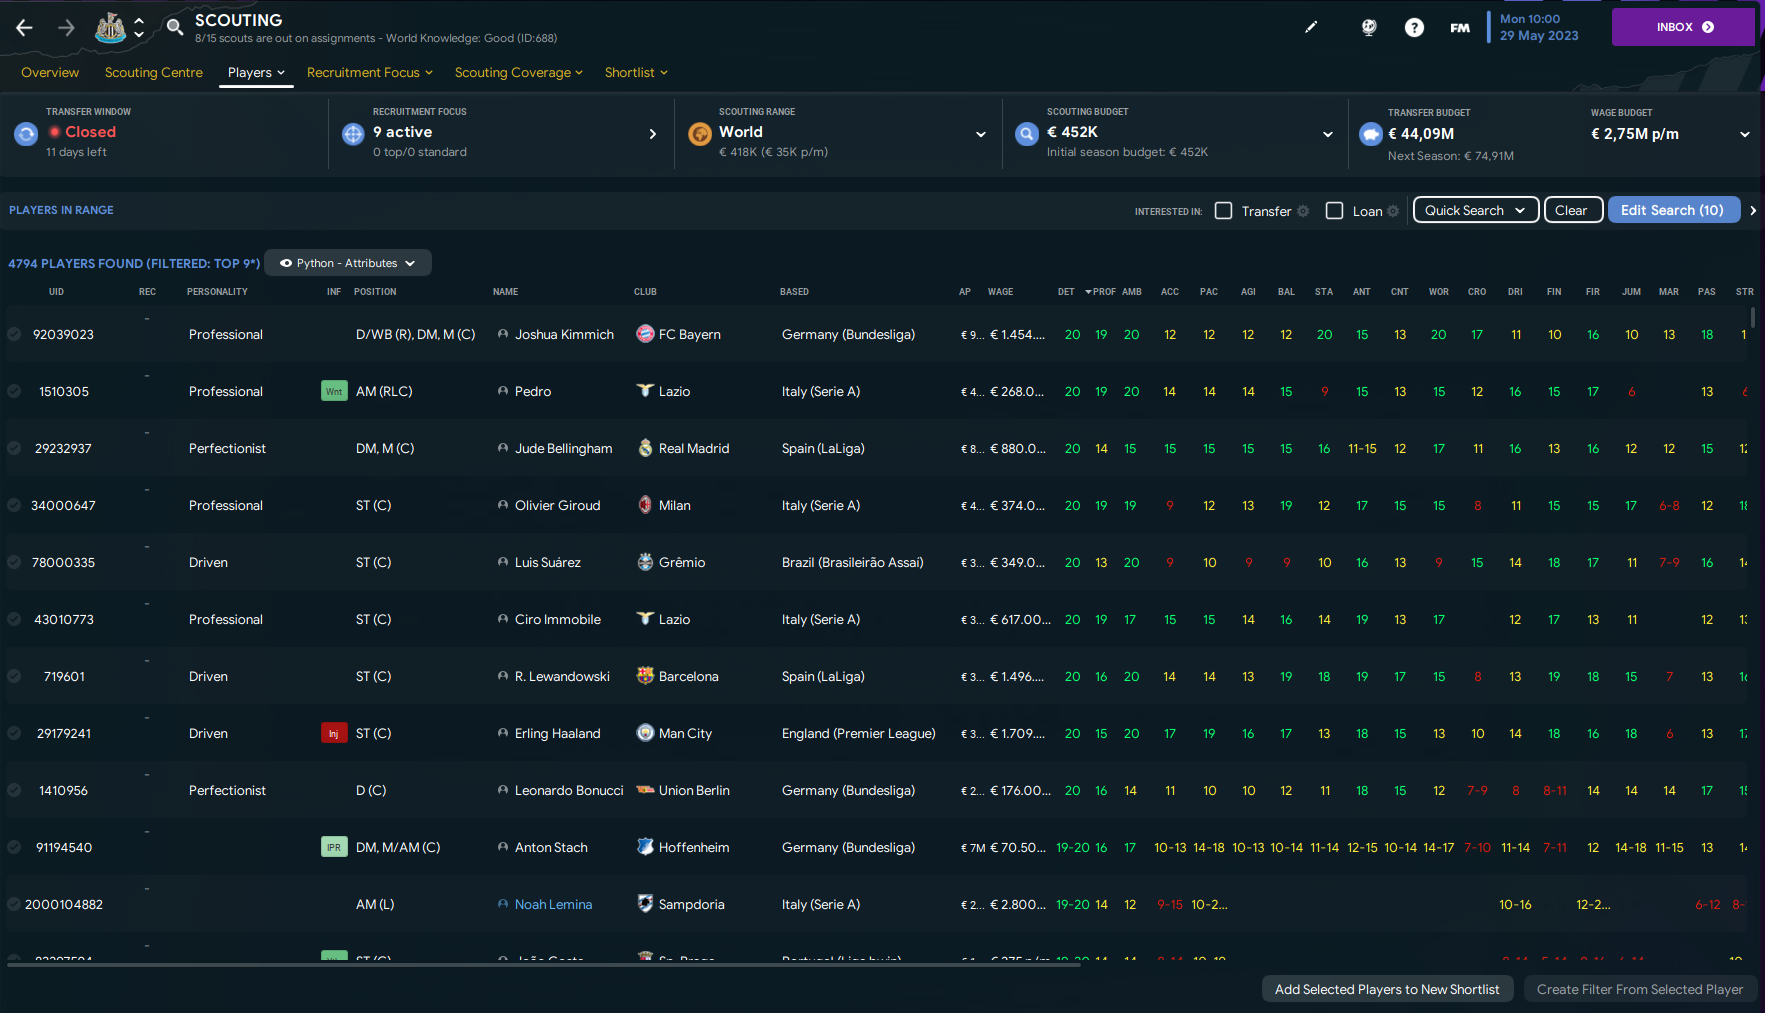 SCOUTING
8/15 scouts are out on assignments - World Knowledge: Good (ID:688)
FM
Mon 10:00
29 May 2023
INBOX
Overview Scouting Centre Players Recruitment Focus Scouting Coverage Shortlist
TRANSFER WINDOW
Closed
11 days left
RECRUITMENT FOCUS
9 active
0 top/0 standard
SCOUTING RANGE
World
€ 418K (€ 35K p/m)
SCOUTING BUDGET
€ 452K
Initial season budget: € 452K
TRANSFER BUDGET
€ 44,09M
Next Season: € 74,91M
WAGE BUDGET
€ 2,75M p/m
PLAYERS IN RANGE
INTERESTED IN: Transfer Loan Quick Search Clear Edit Search (10)
4794 PLAYERS FOUND (FILTERED: TOP 9*) Python - Attributes
UID REC PERSONALITY INF POSITION NAME CLUB BASED AP WAGE DET PROF AMB ACC PAC AGI BAL STA ANT CNT WOR CRO DRI FIN FIR JUM MAR PAS STR
92039023 - Professional D/WB (R), DM, M (C) Joshua Kimmich FC Bayern Germany (Bundesliga) € 9... € 1.454.... 20 19 20 12 12 12 12 20 15 13 20 17 11 10 16 10 13 18
1510305 - Professional Wnt AM (RLC) Pedro Lazio Italy (Serie A) € 4... € 268.0... 20 19 20 14 14 14 15 9 15 13 15 12 16 15 17 6 13
29232937 - Perfectionist DM, M (C) Jude Bellingham Real Madrid Spain (LaLiga) € 8... € 880.0... 20 14 15 15 15 15 15 16 11-15 12 17 11 16 13 16 12 12 15
34000647 - Professional ST (C) Olivier Giroud Milan Italy (Serie A) € 4... € 374.0... 20 19 19 9 12 13 19 12 17 15 15 8 11 15 15 17 6-8 12
78000335 - Driven ST (C) Luis Suárez Grêmio Brazil (Brasileirão Assaí) € 3... € 349.0... 20 13 20 9 10 9 9 10 16 13 9 15 14 18 17 11 7-9 16
43010773 - Professional ST (C) Ciro Immobile Lazio Italy (Serie A) € 3... € 617.00... 20 19 17 15 15 14 16 14 19 13 17 12 17 13 11 12
719601 - Driven ST (C) R. Lewandowski Barcelona Spain (LaLiga) € 3... € 1.496.... 20 16 20 14 14 13 19 18 19 17 15 8 13 19 18 15 7 13
29179241 - Driven Inj ST (C) Erling Haaland Man City England (Premier League) € 3... € 1.709.... 20 15 20 17 19 16 17 13 18 15 13 10 14 18 16 18 6 13
1410956 - Perfectionist D (C) Leonardo Bonucci Union Berlin Germany (Bundesliga) € 2... € 176.00... 20 16 14 11 10 10 12 11 18 15 12 7-9 8 8-11 14 14 14 17
91194540 - IPR DM, M/AM (C) Anton Stach Hoffenheim Germany (Bundesliga) € 7M € 70.50... 19-20 16 17 10-13 14-18 10-13 10-14 11-14 12-15 10-14 14-17 7-10 11-14 7-11 12 14-18 11-15 13
2000104882 - AM (L) Noah Lemina Sampdoria Italy (Serie A) € 2... € 2.800... 19-20 14 12 9-15 10-2... 10-16 12-2... 6-12
Add Selected Players to New Shortlist Create Filter From Selected Player